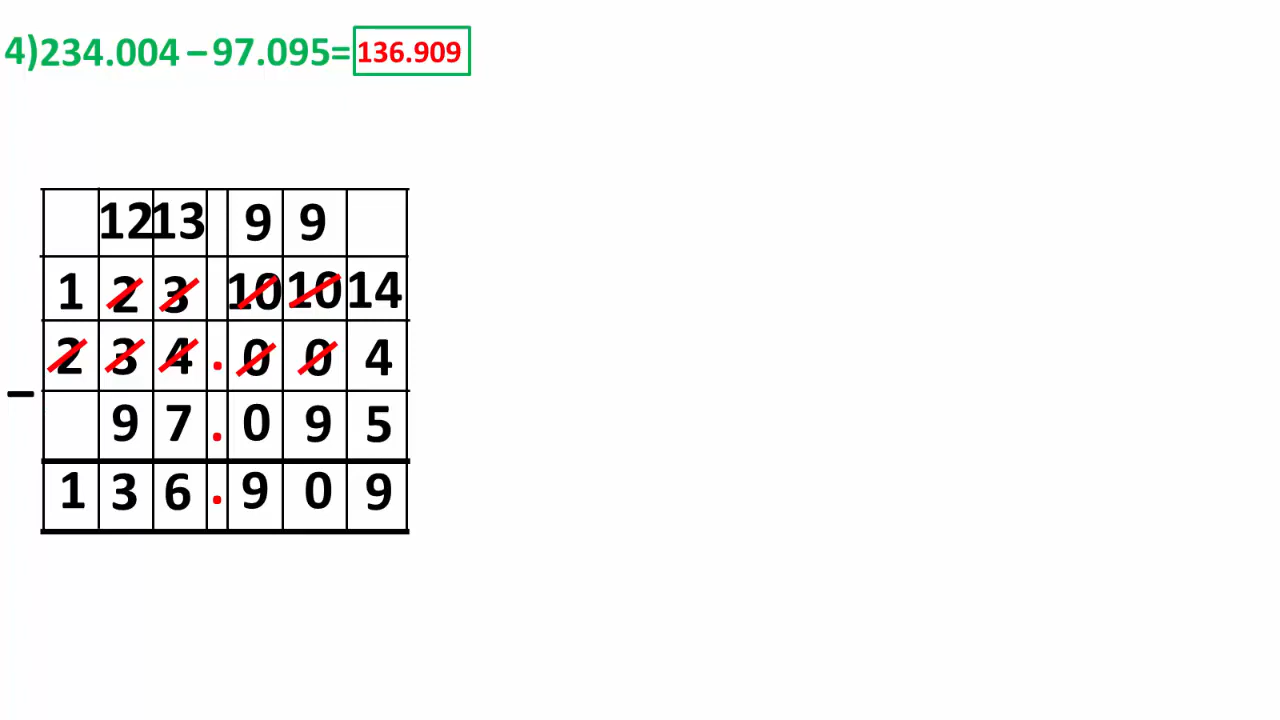 4)234.004 – 97.095= 136.909
12 13 9 9
1 2 3 10 10 14
2 3 4 . 0 0 4
–
9 7 . 0 9 5
1 3 6 . 9 0 9